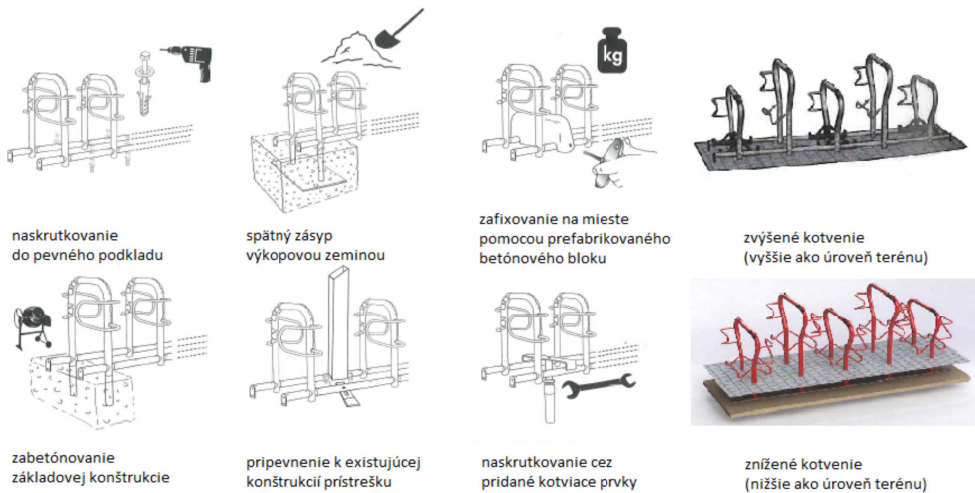 kg
naskrutkovanie
do pevného podkladu
spätný zásyp
výkopovou zeminou
zafixovanie na mieste
pomocou prefabrikovaného
betónového bloku
zvýšené kotvenie
(vyššie ako úroveň terénu)
zabetónovanie
základovej konštrukcie
pripevnenie k existujúcej
konštrukcií prístrešku
naskrutkovanie cez
pridané kotviace prvky
znížené kotvenie
(nižšie ako úroveň terénu)